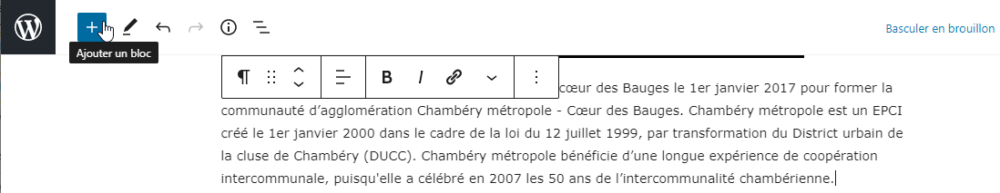 Basculer en brouillon
Ajouter un bloc
B I
cœur des Bauges le 1er janvier 2017 pour former la
communauté d’agglomération Chambéry métropole - Cœur des Bauges. Chambéry métropole est un EPCI
créé le 1er janvier 2000 dans le cadre de la loi du 12 juillet 1999, par transformation du District urbain de
la cluse de Chambéry (DUCC). Chambéry métropole bénéficie d’une longue expérience de coopération
intercommunale, puisqu'elle a célébré en 2007 les 50 ans de l’intercommunalité chambérienne.